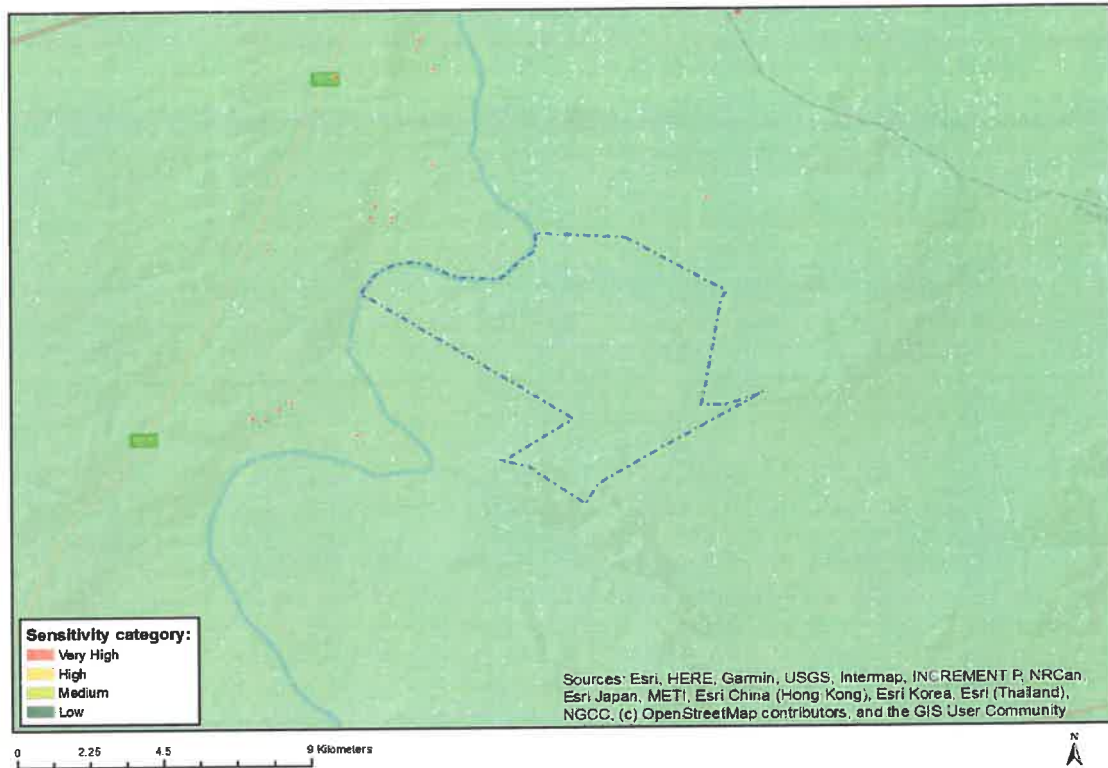 Sensitivity category:
Very High
High
Medium
Low
Sources: Esri, HERE, Garmin, USGS, Intermap, INCREMENT P, NRCan,
Esri Japan, METI, Esri China (Hong Kong), Esri Korea, Esri (Thailand),
NGCC, (c) OpenStreetMap contributors, and the GIS User Community
0 2.25 4.5 9 Kilometers
N